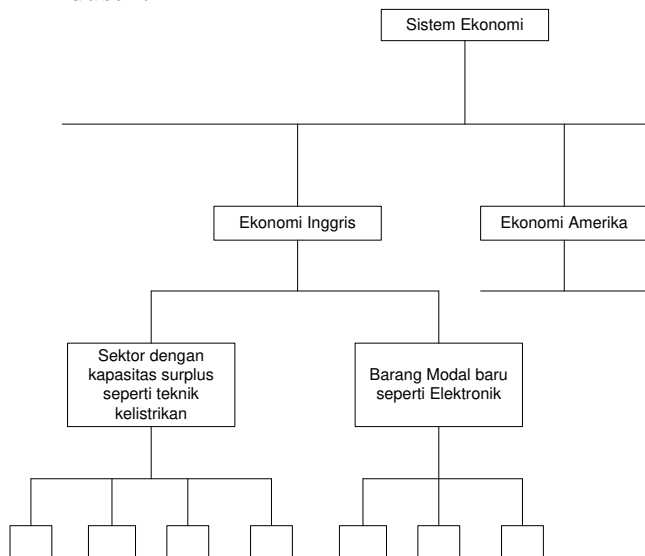 Sistem Ekonomi
Ekonomi Inggris
Ekonomi Amerika
Sektor dengan
kapasitas surplus
seperti teknik
kelistrikan
Barang Modal baru
seperti Elektronik